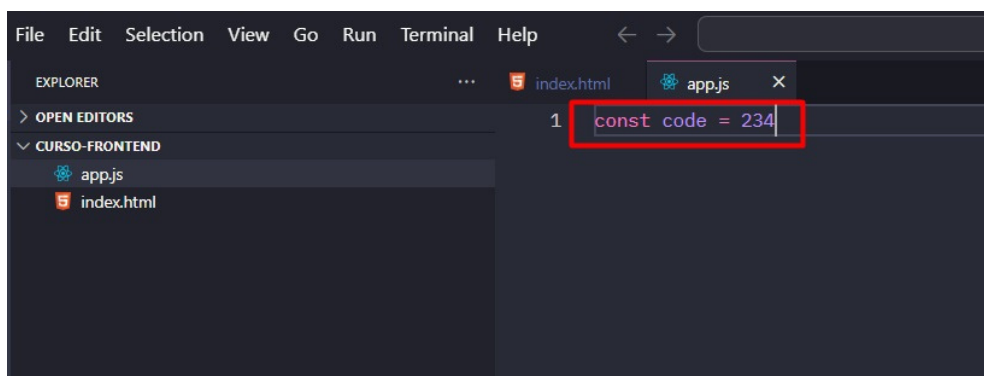 File Edit Selection View Go Run Terminal Help
EXPLORER
index.html app.js
OPEN EDITORS
1 const code = 234
CURSO-FRONTEND
app.js
index.html